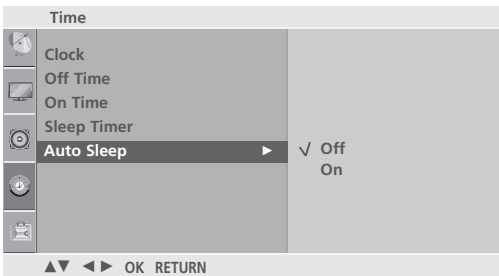 Time
Clock
Off Time
On Time
Sleep Timer
Auto Sleep ►
√ Off
On
▲▼ ◄► OK RETURN